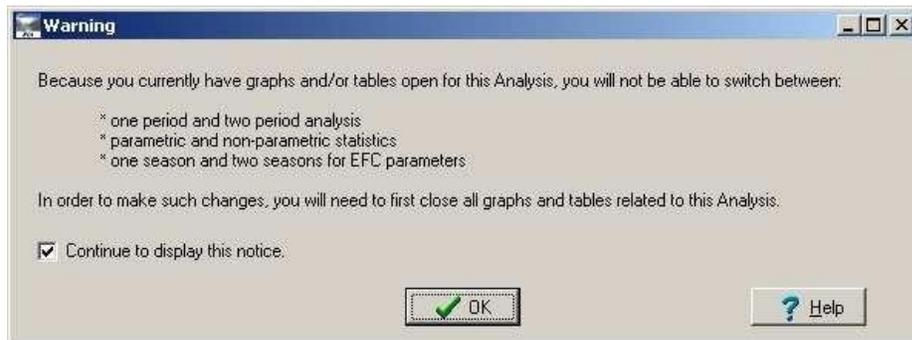 Warning
Because you currently have graphs and/or tables open for this Analysis, you will not be able to switch between:
* one period and two period analysis
* parametric and non-parametric statistics
* one season and two seasons for EFC parameters
In order to make such changes, you will need to first close all graphs and tables related to this Analysis.
Continue to display this notice.
OK
Help